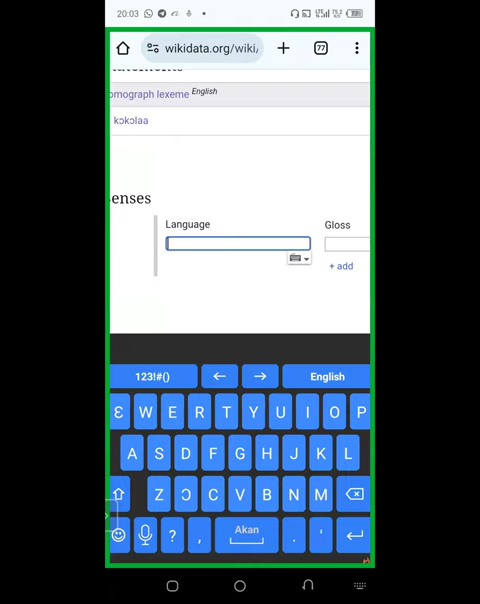 20:03
wikidata.org/wiki/
77
omograph lexeme English
kɔkɔlaa
enses
Language
Gloss
+ add
123!#() ← → English
Ɛ W E R T Y U I O P
A S D F G H J K L
Z Ɔ C V B N M
? , Akan . '